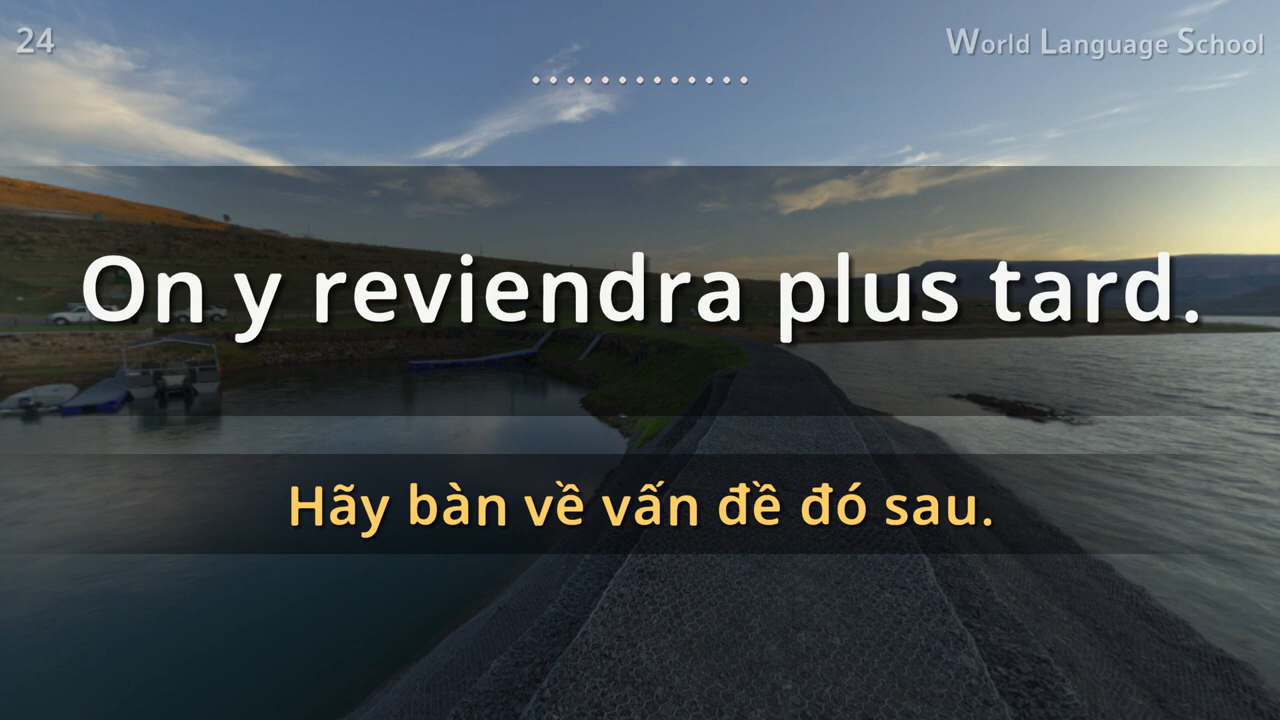 24
World Language School
On y reviendra plus tard.
Hãy bàn về vấn đề đó sau.